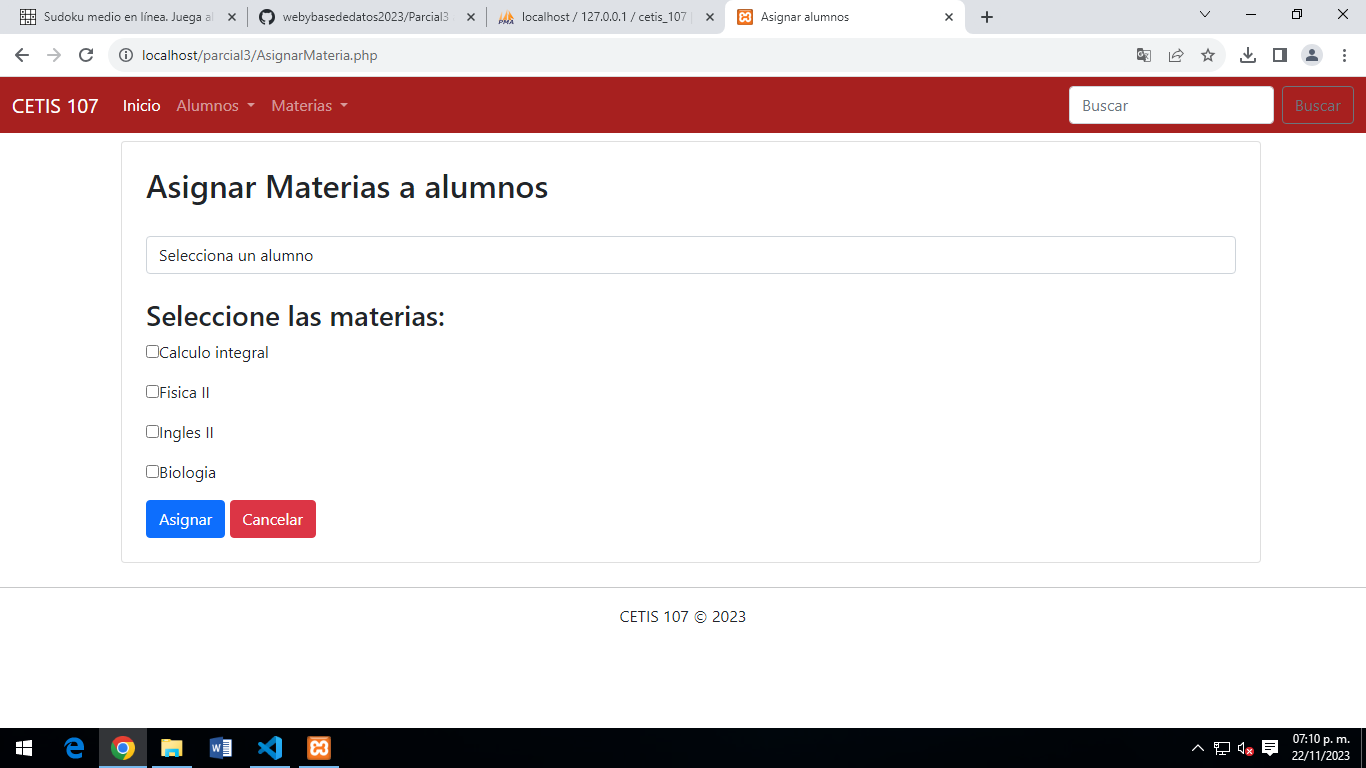 Sudoku medio en línea. Juega al
webybasededatos2023/Parcial3
localhost / 127.0.0.1 / cetis_107 |
Asignar alumnos
localhost/parcial3/AsignarMateria.php
CETIS 107 Inicio Alumnos Materias Buscar Buscar
Asignar Materias a alumnos
Selecciona un alumno
Seleccione las materias:
Calculo integral
Fisica II
Ingles II
Biologia
Asignar Cancelar
CETIS 107 © 2023
07:10 p. m.
22/11/2023